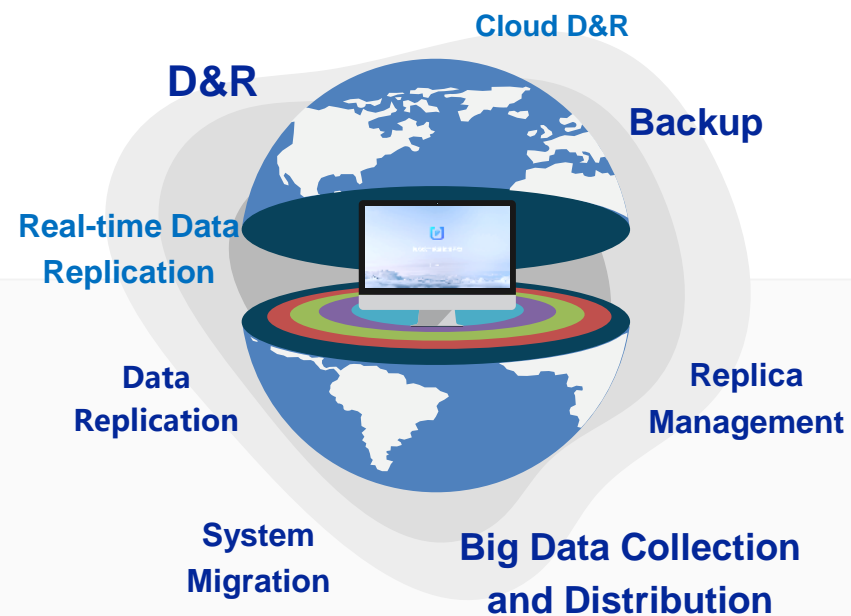 Cloud D&R
D&R
Backup
Real-time Data
Replication
Data
Replication
Replica
Management
System
Migration
Big Data Collection
and Distribution